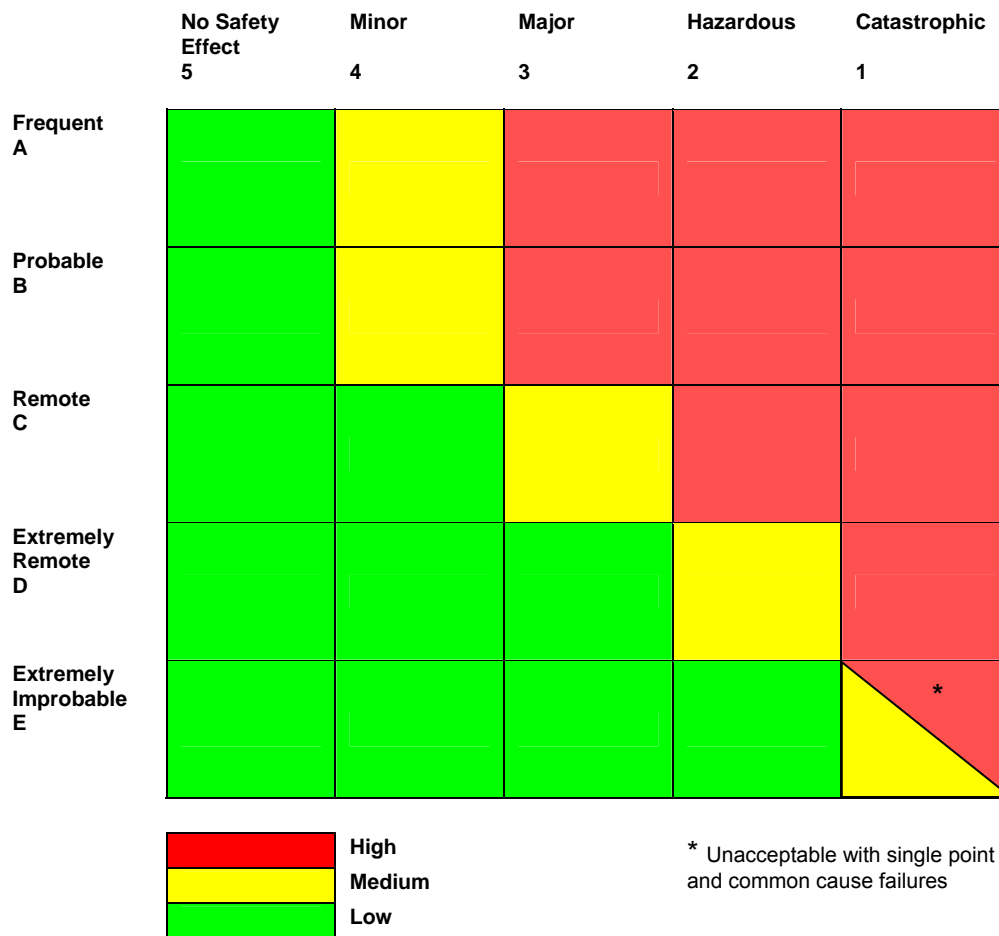 No Safety Effect 5
Minor 4
Major 3
Hazardous 2
Catastrophic 1
Frequent
A
Probable
B
Remote
C
Extremely
Remote
D
Extremely
Improbable
E
*
High
Medium
Low
* Unacceptable with single point
and common cause failures